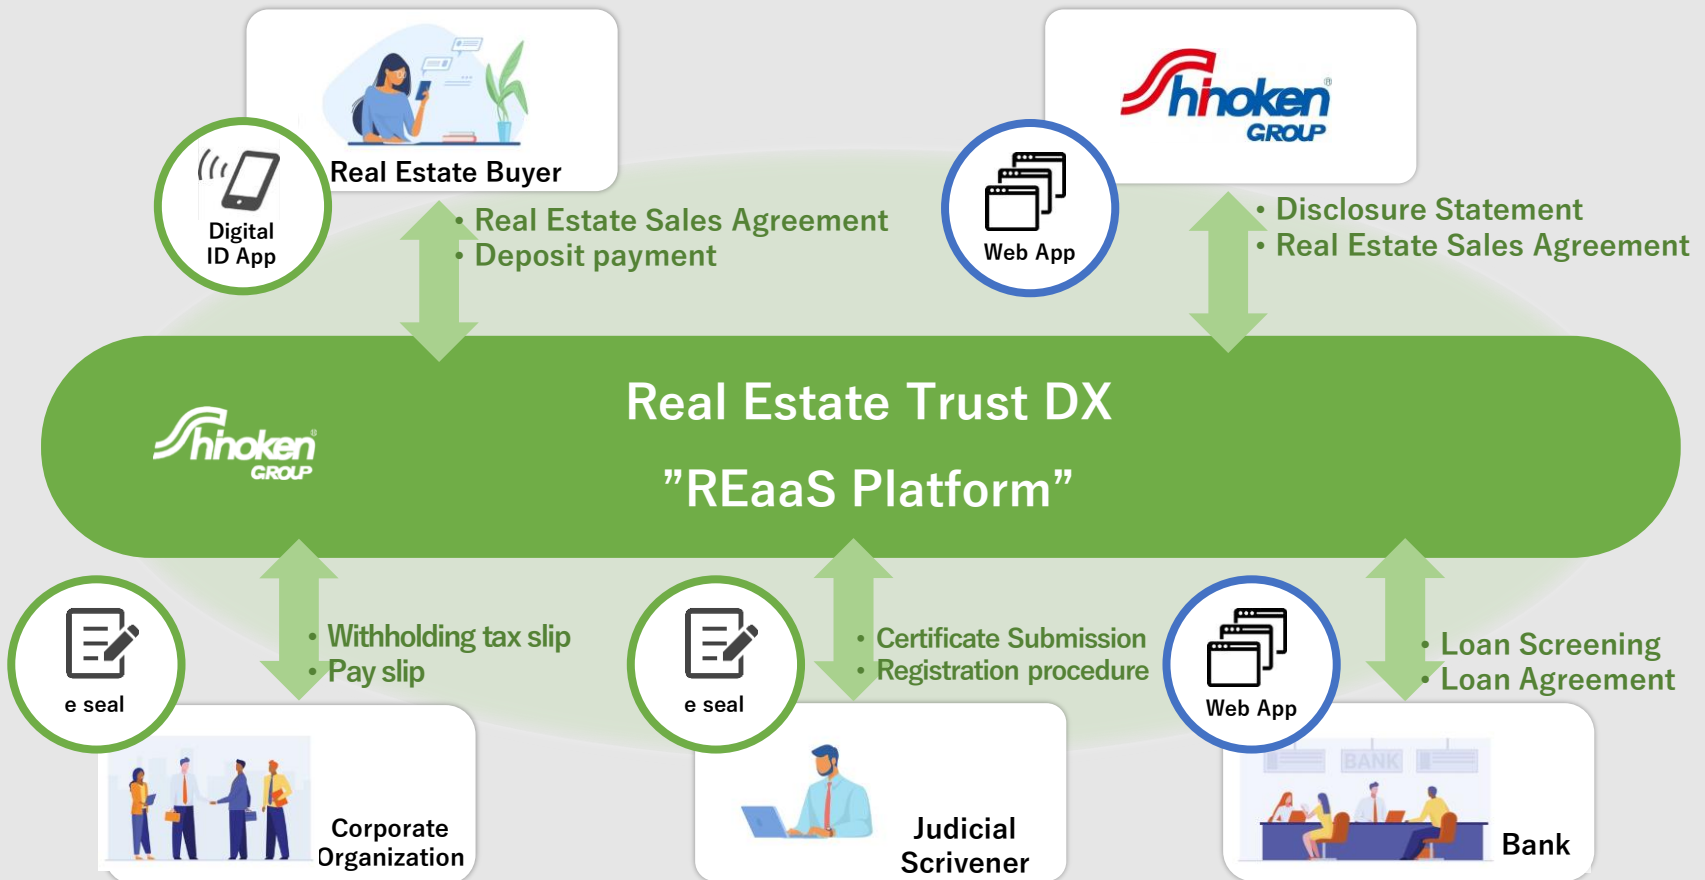 Real Estate Buyer
Digital
ID App
• Real Estate Sales Agreement
• Deposit payment
Shinoken®
GROUP
Web App
• Disclosure Statement
• Real Estate Sales Agreement
Shinoken®
GROUP
Real Estate Trust DX
”REaaS Platform”
e seal
• Withholding tax slip
• Pay slip
Corporate
Organization
e seal
• Certificate Submission
• Registration procedure
Judicial
Scrivener
Web App
• Loan Screening
• Loan Agreement
BANK
Bank